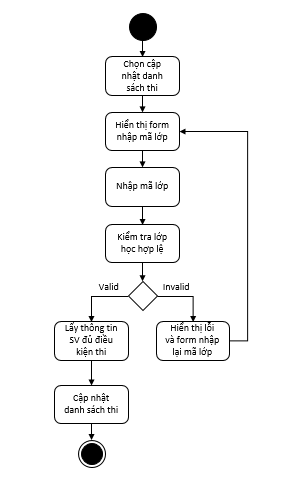 Chọn cập
nhật danh
sách thi
Hiển thị form
nhập mã lớp
Nhập mã lớp
Kiểm tra lớp
học hợp lệ
Valid
Invalid
Lấy thông tin
SV đủ điều
kiện thi
Hiển thị lỗi
và form nhập
lại mã lớp
Cập nhật
danh sách thi